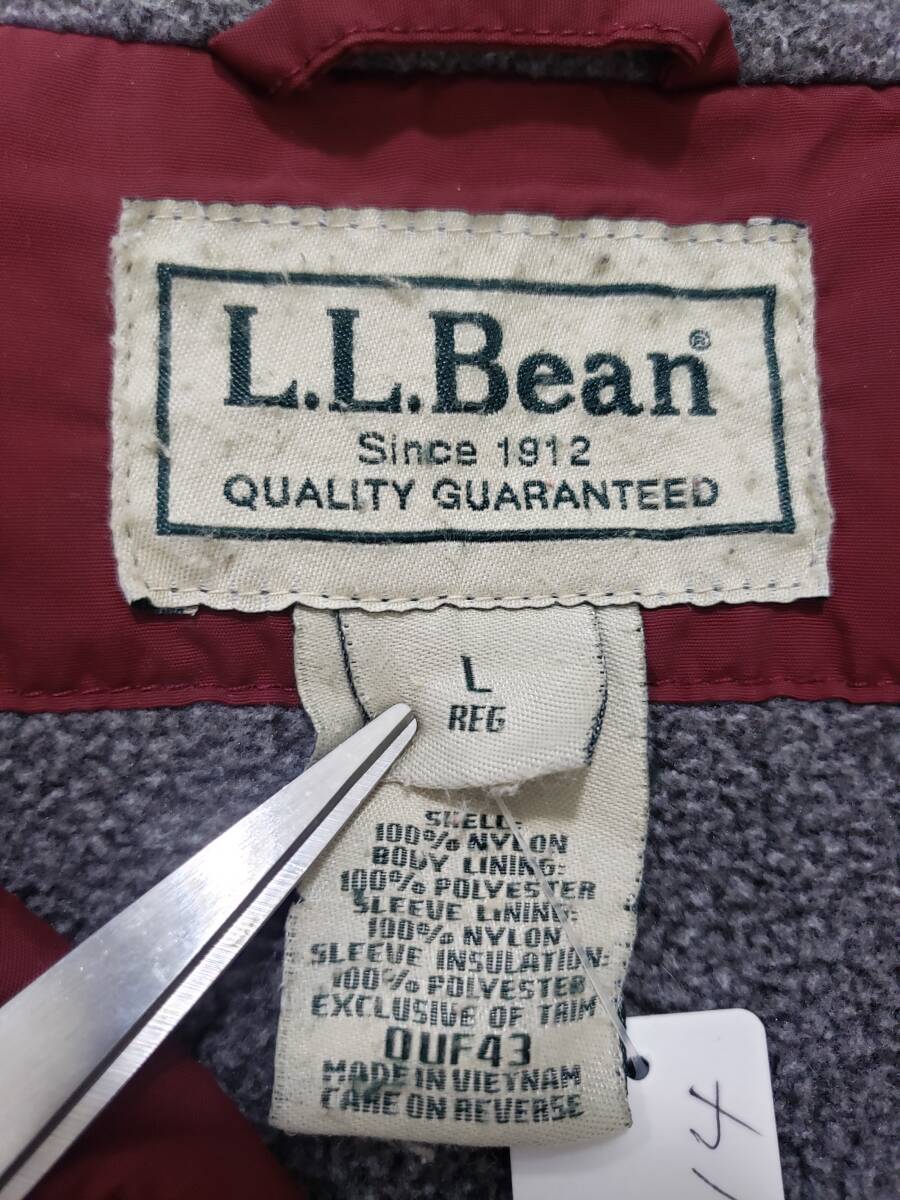 L.L.Bean®
Since 1912
QUALITY GUARANTEED
L
REG
SHELL:
100% NYLON
BODY LINING:
100% POLYESTER
SLEEVE LINING:
100% NYLON
SLEEVE INSULATION:
100% POLYESTER
EXCLUSIVE OF TRIM
0UF43
MADE IN VIETNAM
CARE ON REVERSE
14